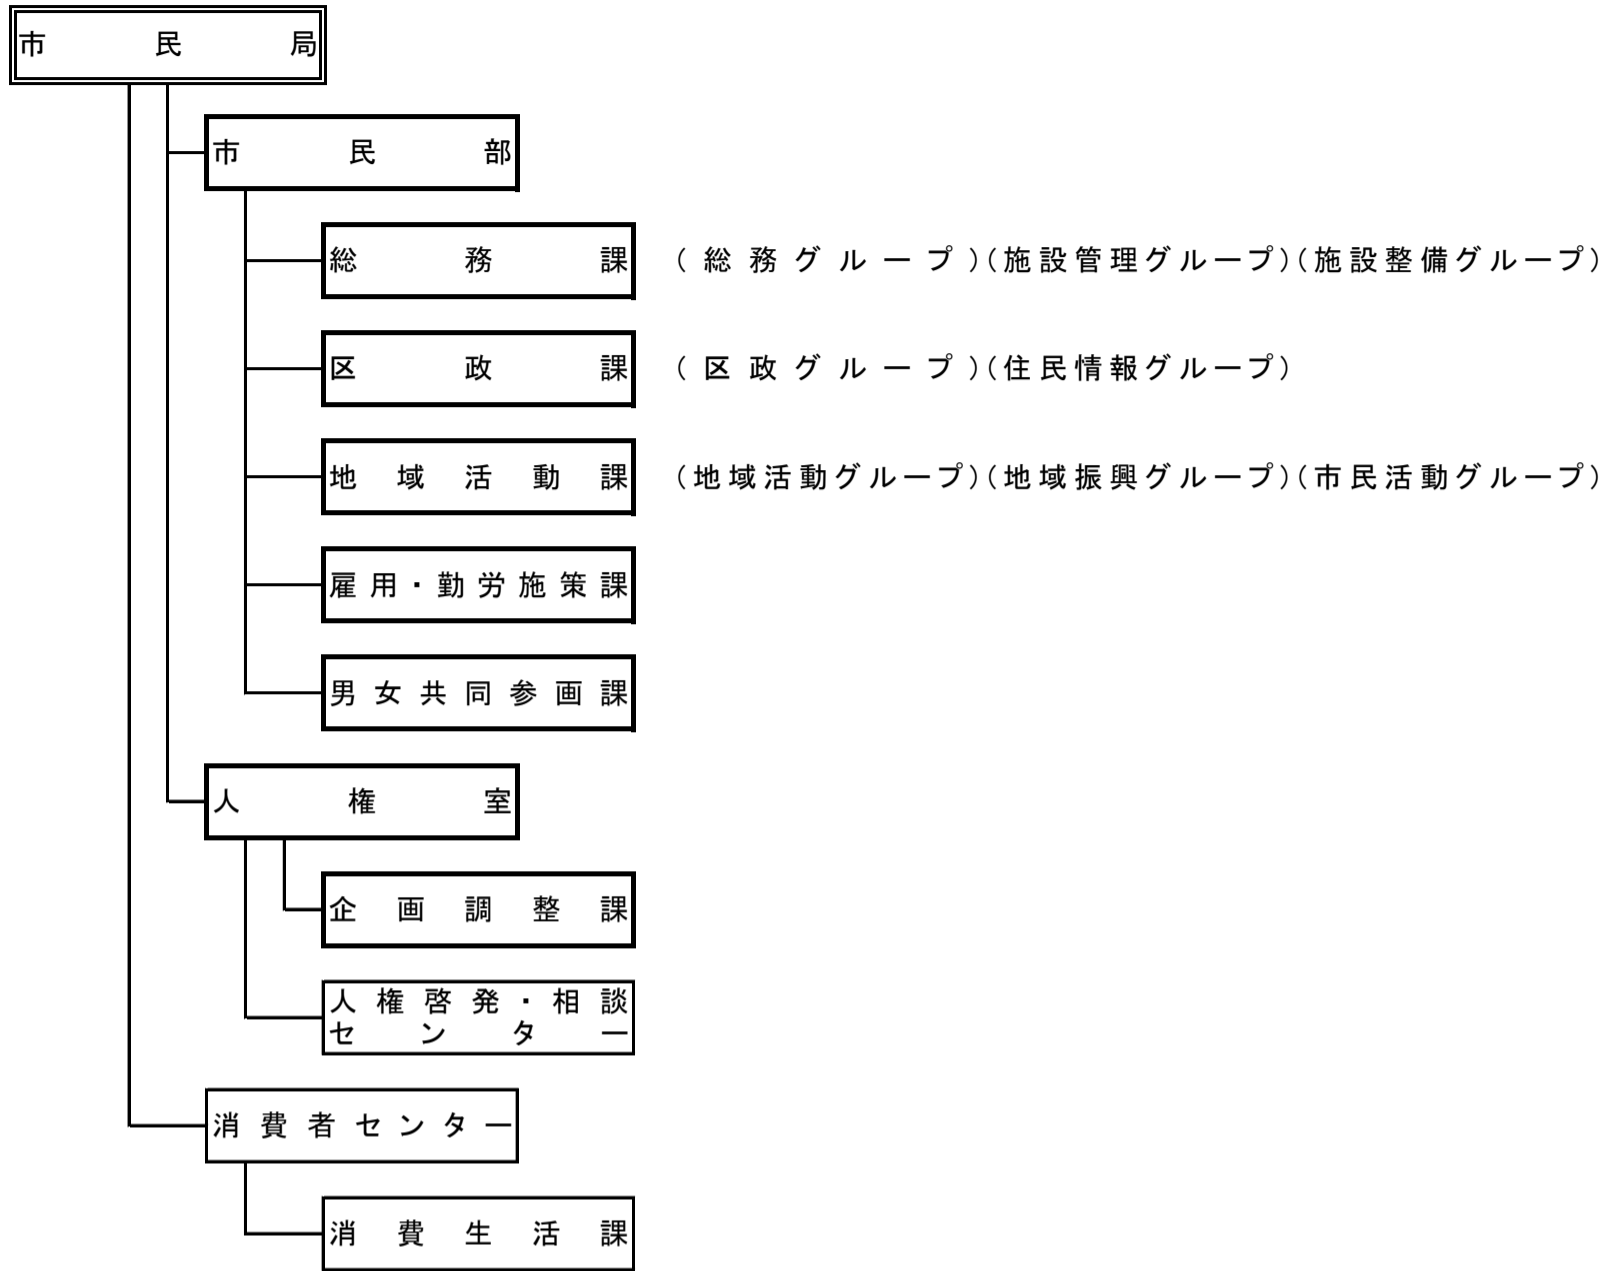 市民局
市民部
総務課 (総務グループ)(施設管理グループ)(施設整備グループ)
区政課 (区政グループ)(住民情報グループ)
地域活動課 (地域活動グループ)(地域振興グループ)(市民活動グループ)
雇用・勤労施策課
男女共同参画課
人権室
企画調整課
人権啓発・相談
センター
消費者センター
消費生活課